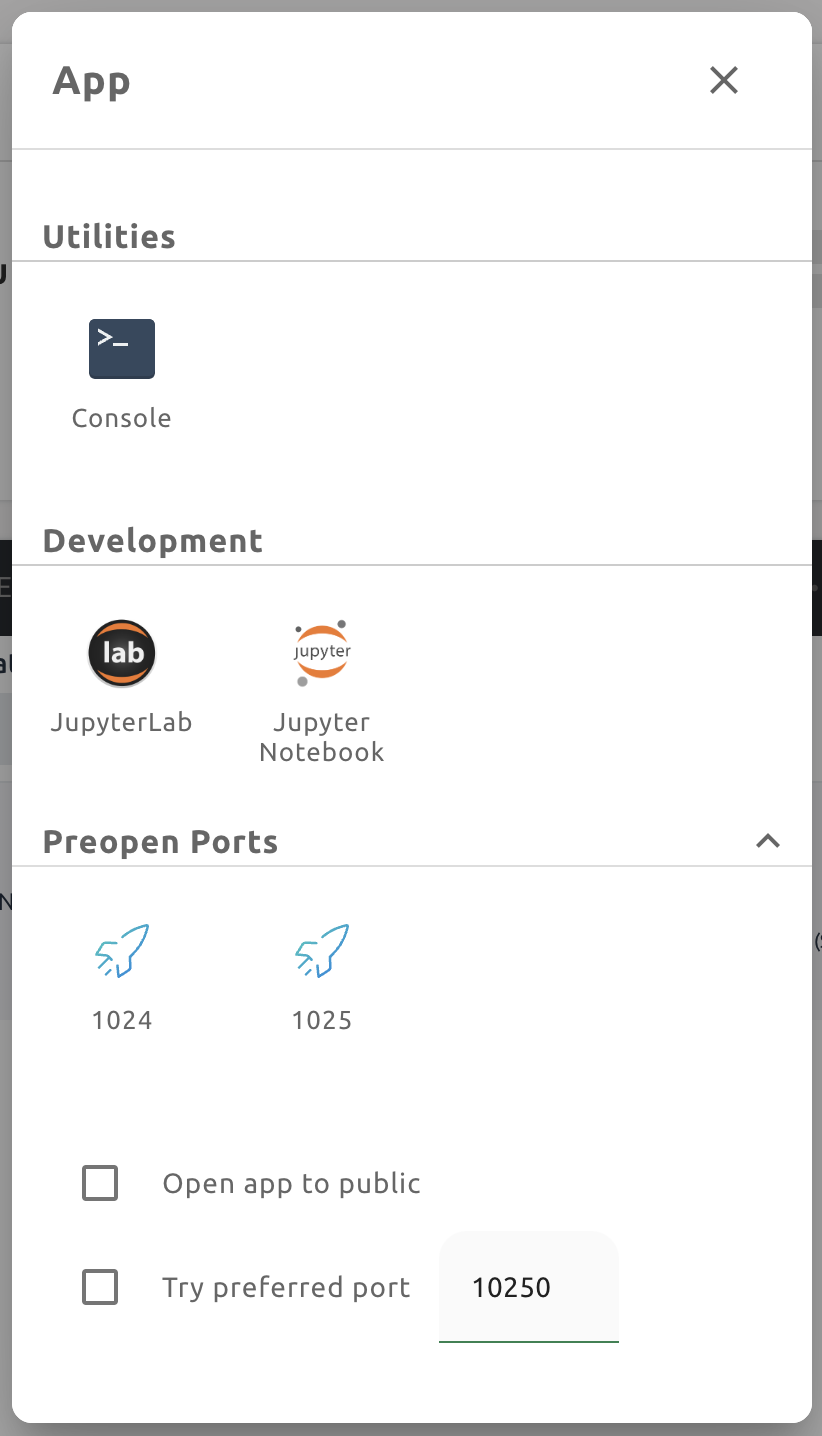 App
Utilities
>_
Console
Development
lab
jupyter
JupyterLab
Jupyter
Notebook
Preopen Ports
1024
1025
Open app to public
Try preferred port
10250